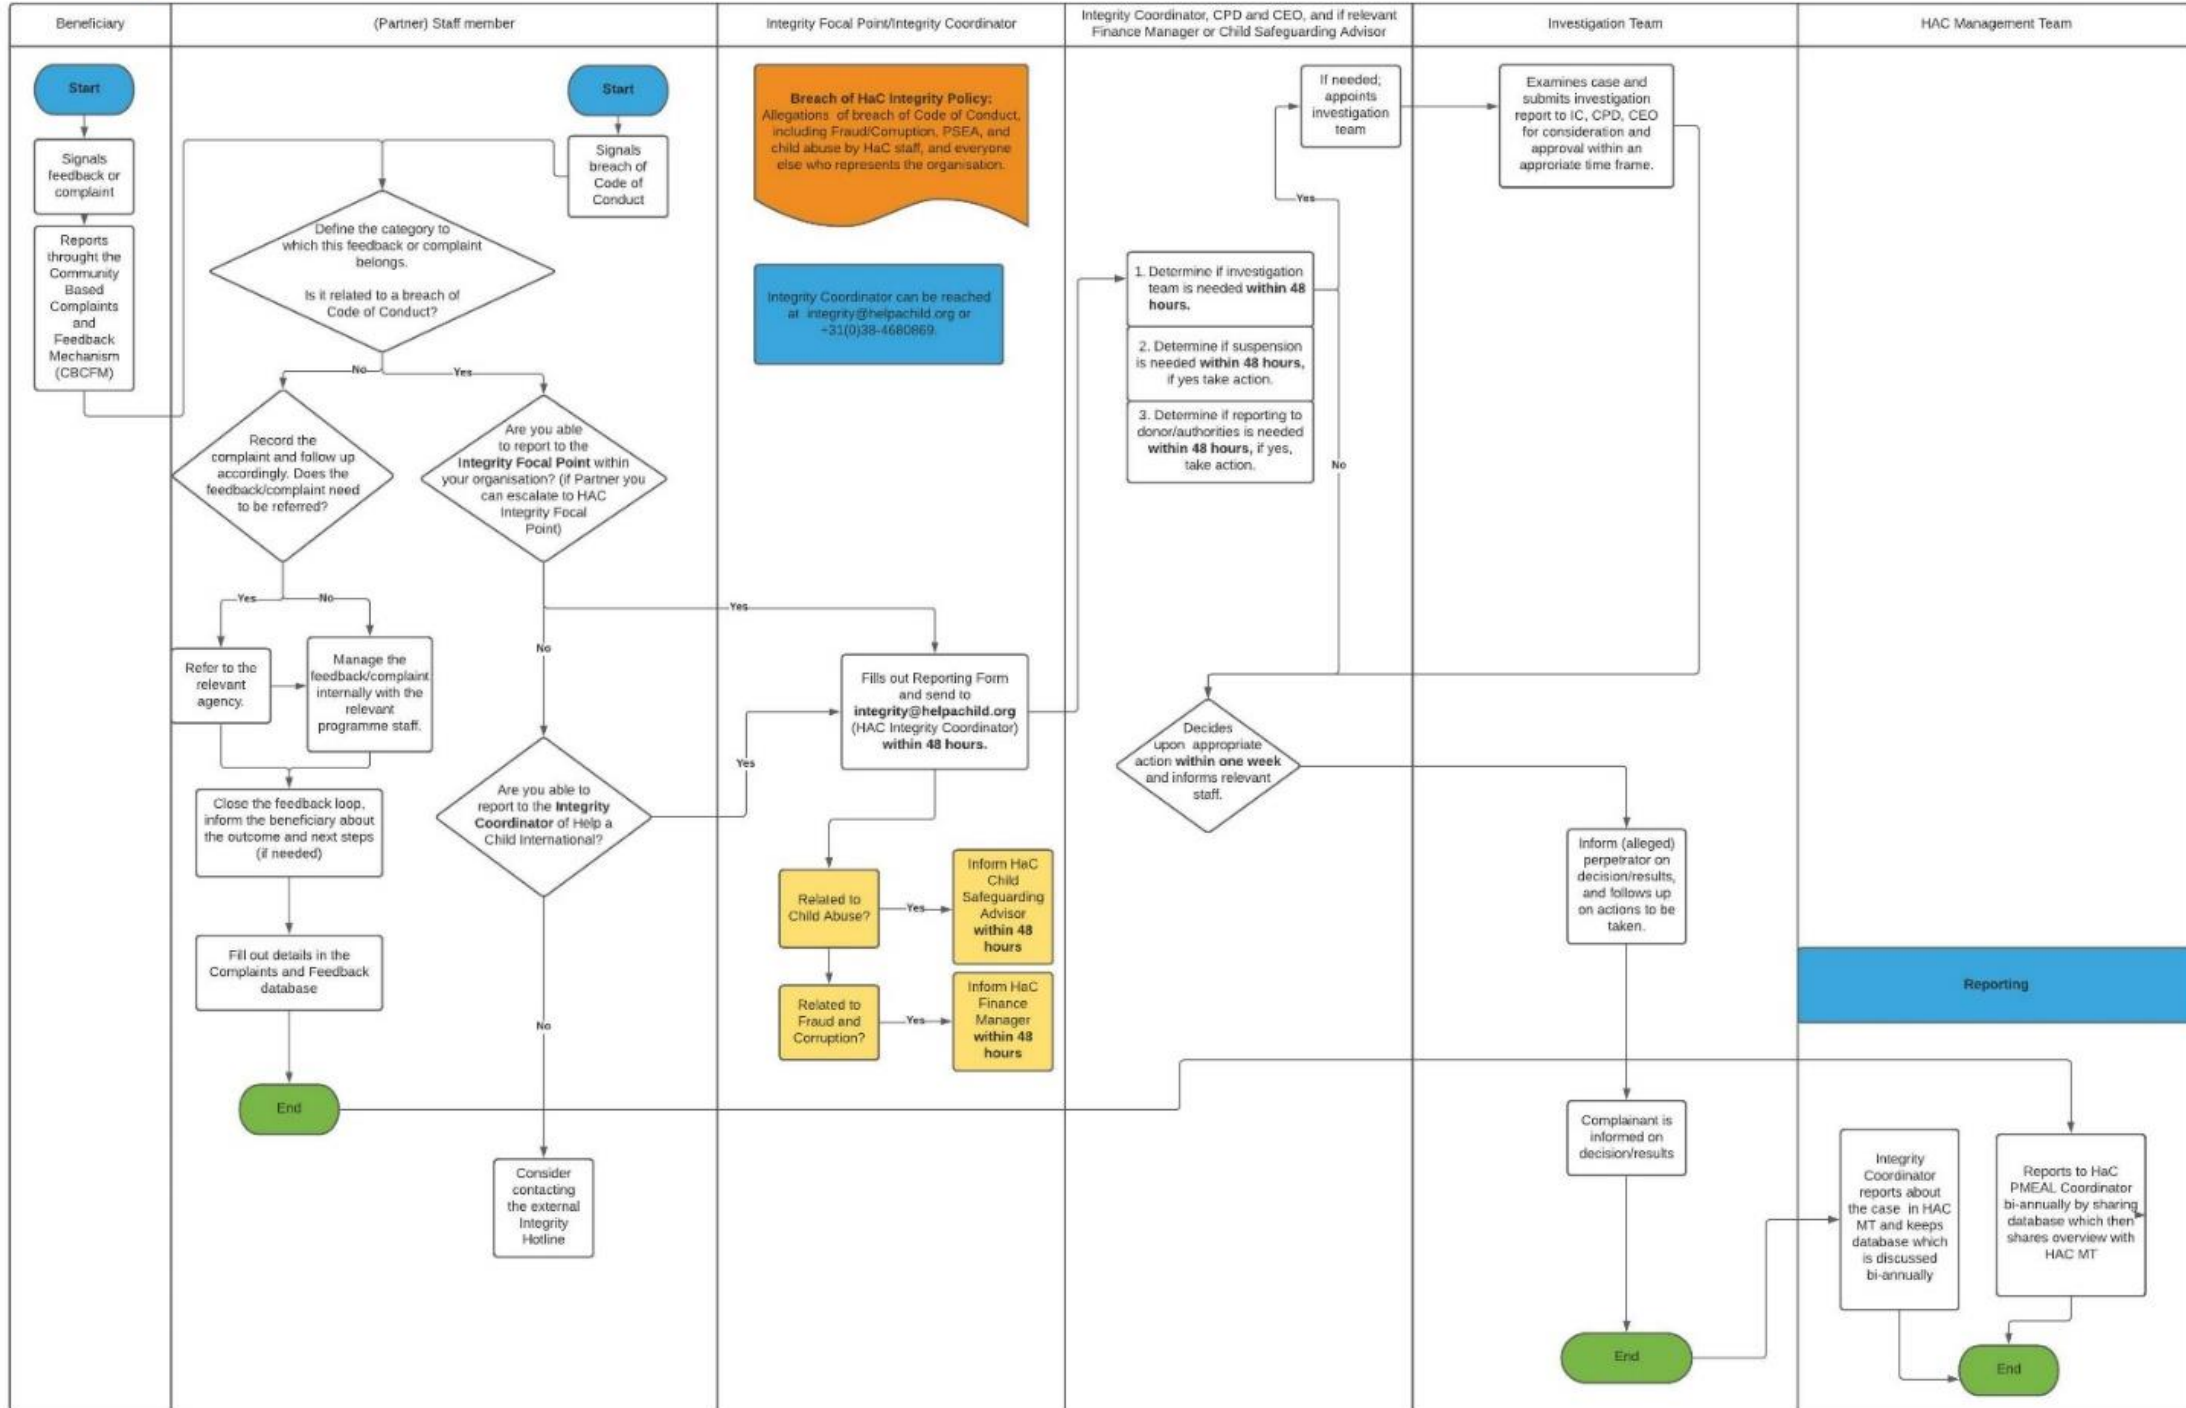 Beneficiary
(Partner) Staff member
Integrity Focal Point/Integrity Coordinator
Integrity Coordinator, CPD and CEO, and if relevant
Finance Manager or Child Safeguarding Advisor
Investigation Team
HAC Management Team
Start
Signals
feedback or
complaint
Reports
throught the
Community
Based
Complaints
and
Feedback
Mechanism
(CBCFM)
Start
Signals
breach of
Code of
Conduct
Define the category to
which this feedback or complaint
belongs.
Is it related to a breach of
Code of Conduct?
No
Yes
Record the
complaint and follow up
accordingly. Does the
feedback/complaint need
to be referred?
Are you able
to report to the
Integrity Focal Point within
your organisation? (if Partner you
can escalate to HAC
Integrity Focal
Point)
Yes
No
Refer to the
relevant
agency.
Manage the
feedback/complaint
internally with the
relevant
programme staff.
Close the feedback loop,
inform the beneficiary about
the outcome and next steps
(if needed)
Fill out details in the
Complaints and Feedback
database
End
No
Yes
Are you able to
report to the Integrity
Coordinator of Help a
Child International?
Yes
No
Consider
contacting
the external
Integrity
Hotline
Breach of HaC Integrity Policy:
Allegations of breach of Code of Conduct,
including Fraud/Corruption, PSEA, and
child abuse by HaC staff, and everyone
else who represents the organisation.
Integrity Coordinator can be reached
at integrity@helpachild.org or
+31(0)38-4680869.
Fills out Reporting Form
and send to
integrity@helpachild.org
(HAC Integrity Coordinator)
within 48 hours.
Related to
Child Abuse?
Yes
Inform HaC
Child
Safeguarding
Advisor
within 48
hours
Related to
Fraud and
Corruption?
Yes
Inform HaC
Finance
Manager
within 48
hours
If needed;
appoints
investigation
team
Yes
1. Determine if investigation
team is needed within 48
hours.
2. Determine if suspension
is needed within 48 hours,
if yes take action.
3. Determine if reporting to
donor/authorities is needed
within 48 hours, if yes,
take action.
No
Decides
upon appropriate
action within one week
and informs relevant
staff.
Examines case and
submits investigation
report to IC, CPD, CEO
for consideration and
approval within an
approriate time frame.
Inform (alleged)
perpetrator on
decision/results,
and follows up
on actions to be
taken.
Complainant is
informed on
decision/results
End
Reporting
Integrity
Coordinator
reports about
the case in HAC
MT and keeps
database which
is discussed
bi-annually
Reports to HaC
PMEAL Coordinator
bi-annually by sharing
database which then
shares overview with
HAC MT
End